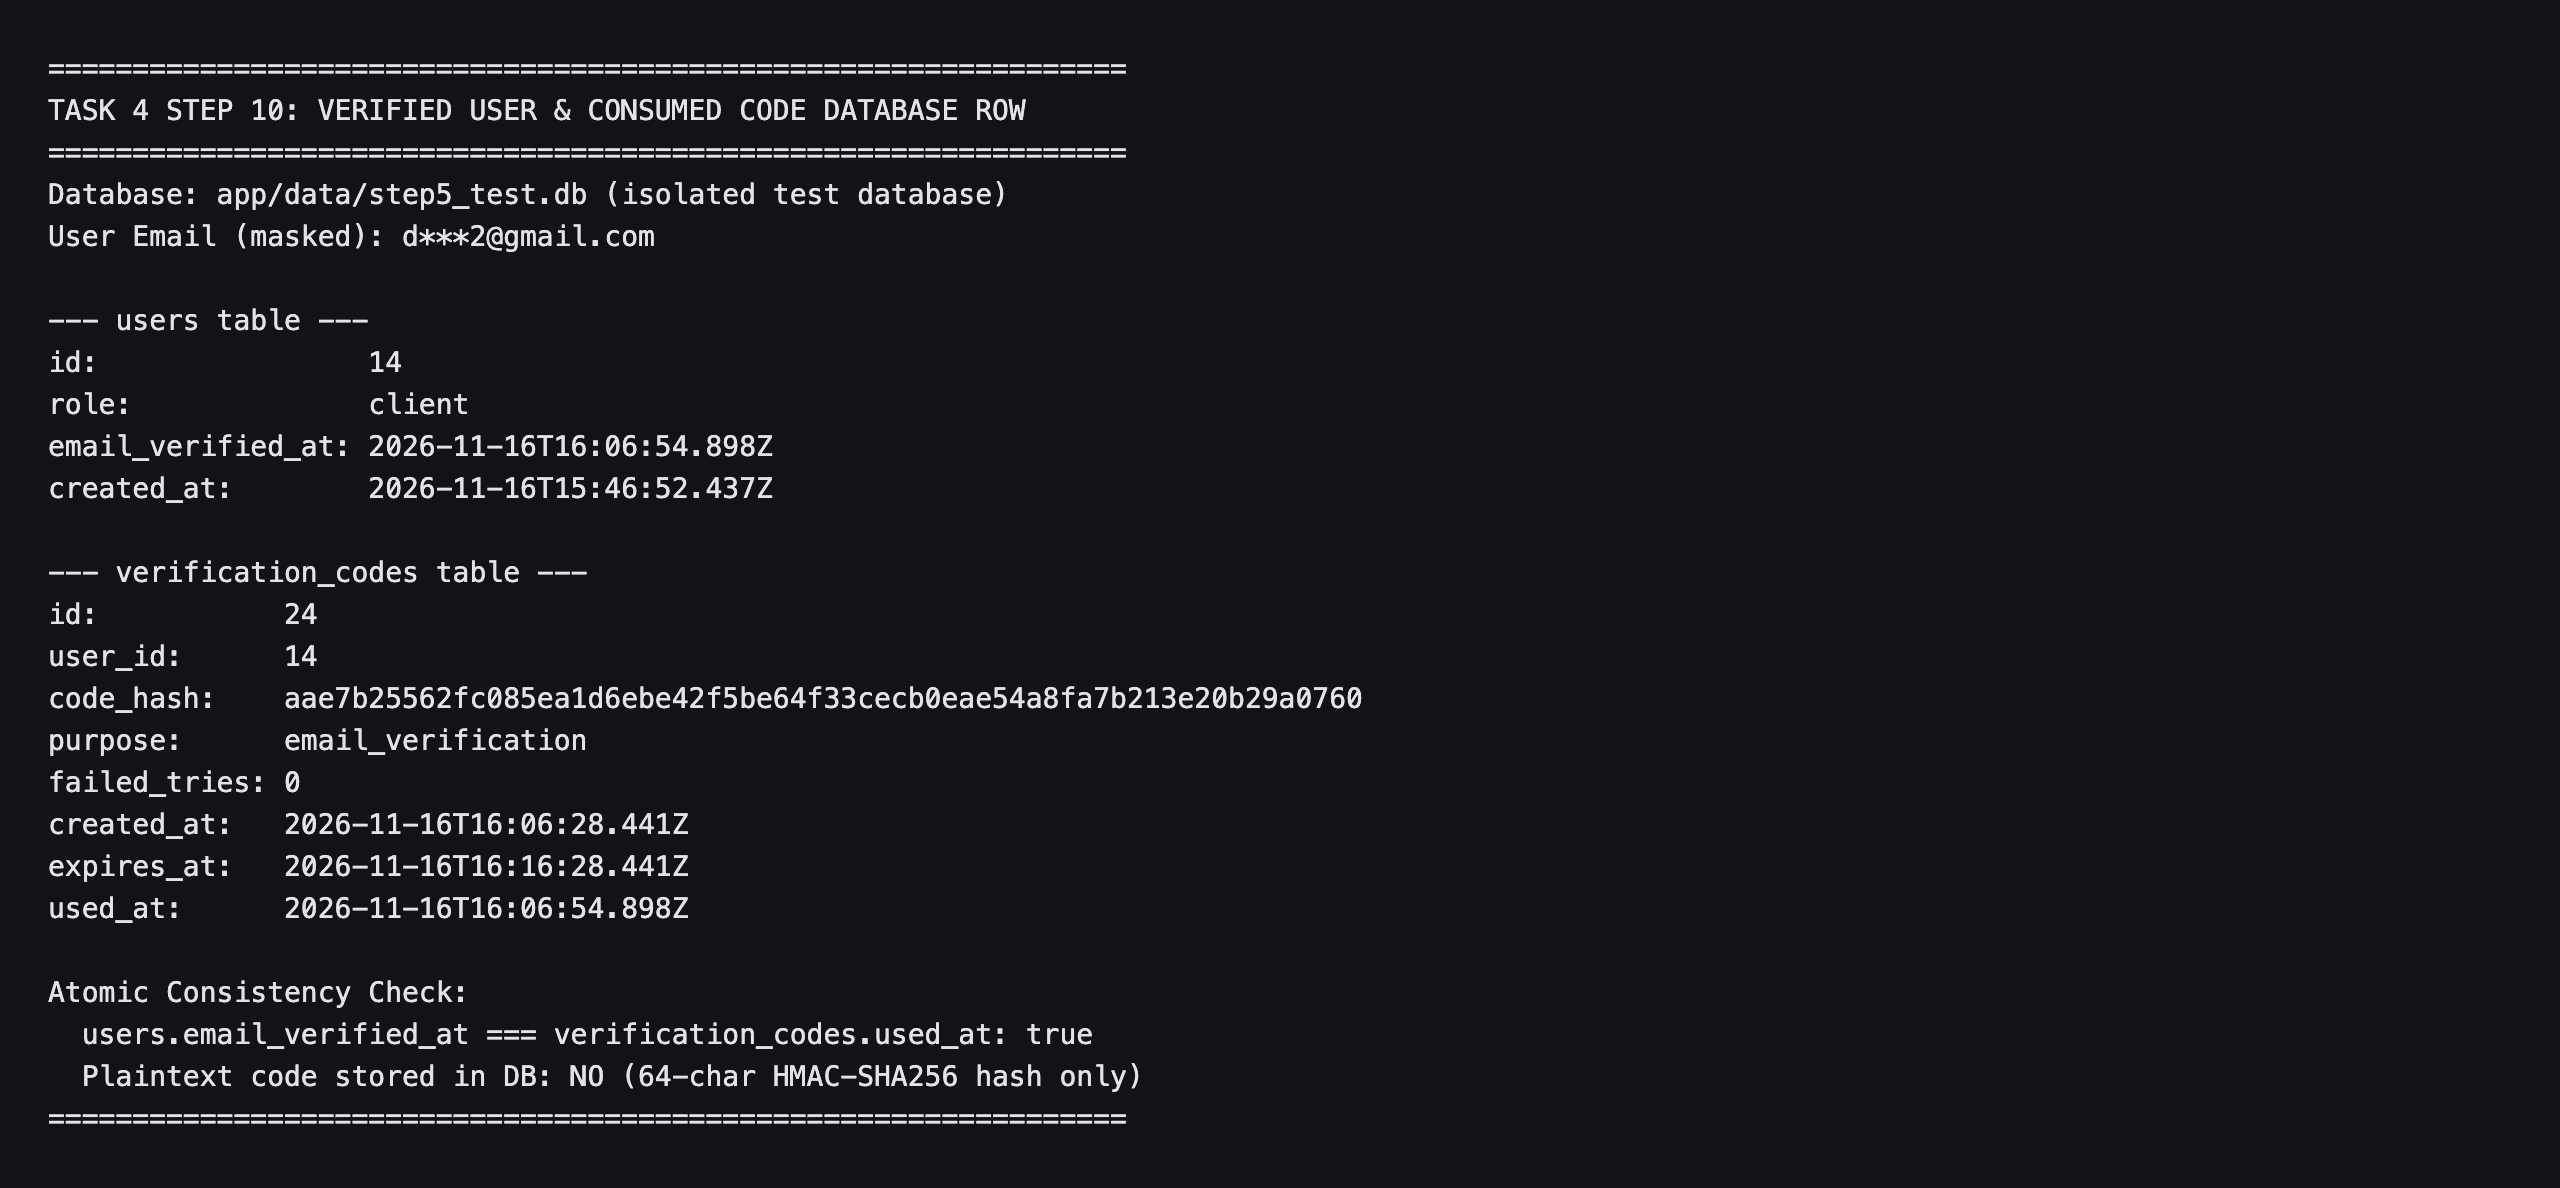 ================================================================
TASK 4 STEP 10: VERIFIED USER & CONSUMED CODE DATABASE ROW
================================================================
Database: app/data/step5_test.db (isolated test database)
User Email (masked): d***2@gmail.com

--- users table ---
id:                14
role:              client
email_verified_at: 2026-11-16T16:06:54.898Z
created_at:        2026-11-16T15:46:52.437Z

--- verification_codes table ---
id:           24
user_id:      14
code_hash:    aae7b25562fc085ea1d6ebe42f5be64f33cecb0eae54a8fa7b213e20b29a0760
purpose:      email_verification
failed_tries: 0
created_at:   2026-11-16T16:06:28.441Z
expires_at:   2026-11-16T16:16:28.441Z
used_at:      2026-11-16T16:06:54.898Z

Atomic Consistency Check:
  users.email_verified_at === verification_codes.used_at: true
  Plaintext code stored in DB: NO (64-char HMAC-SHA256 hash only)
================================================================